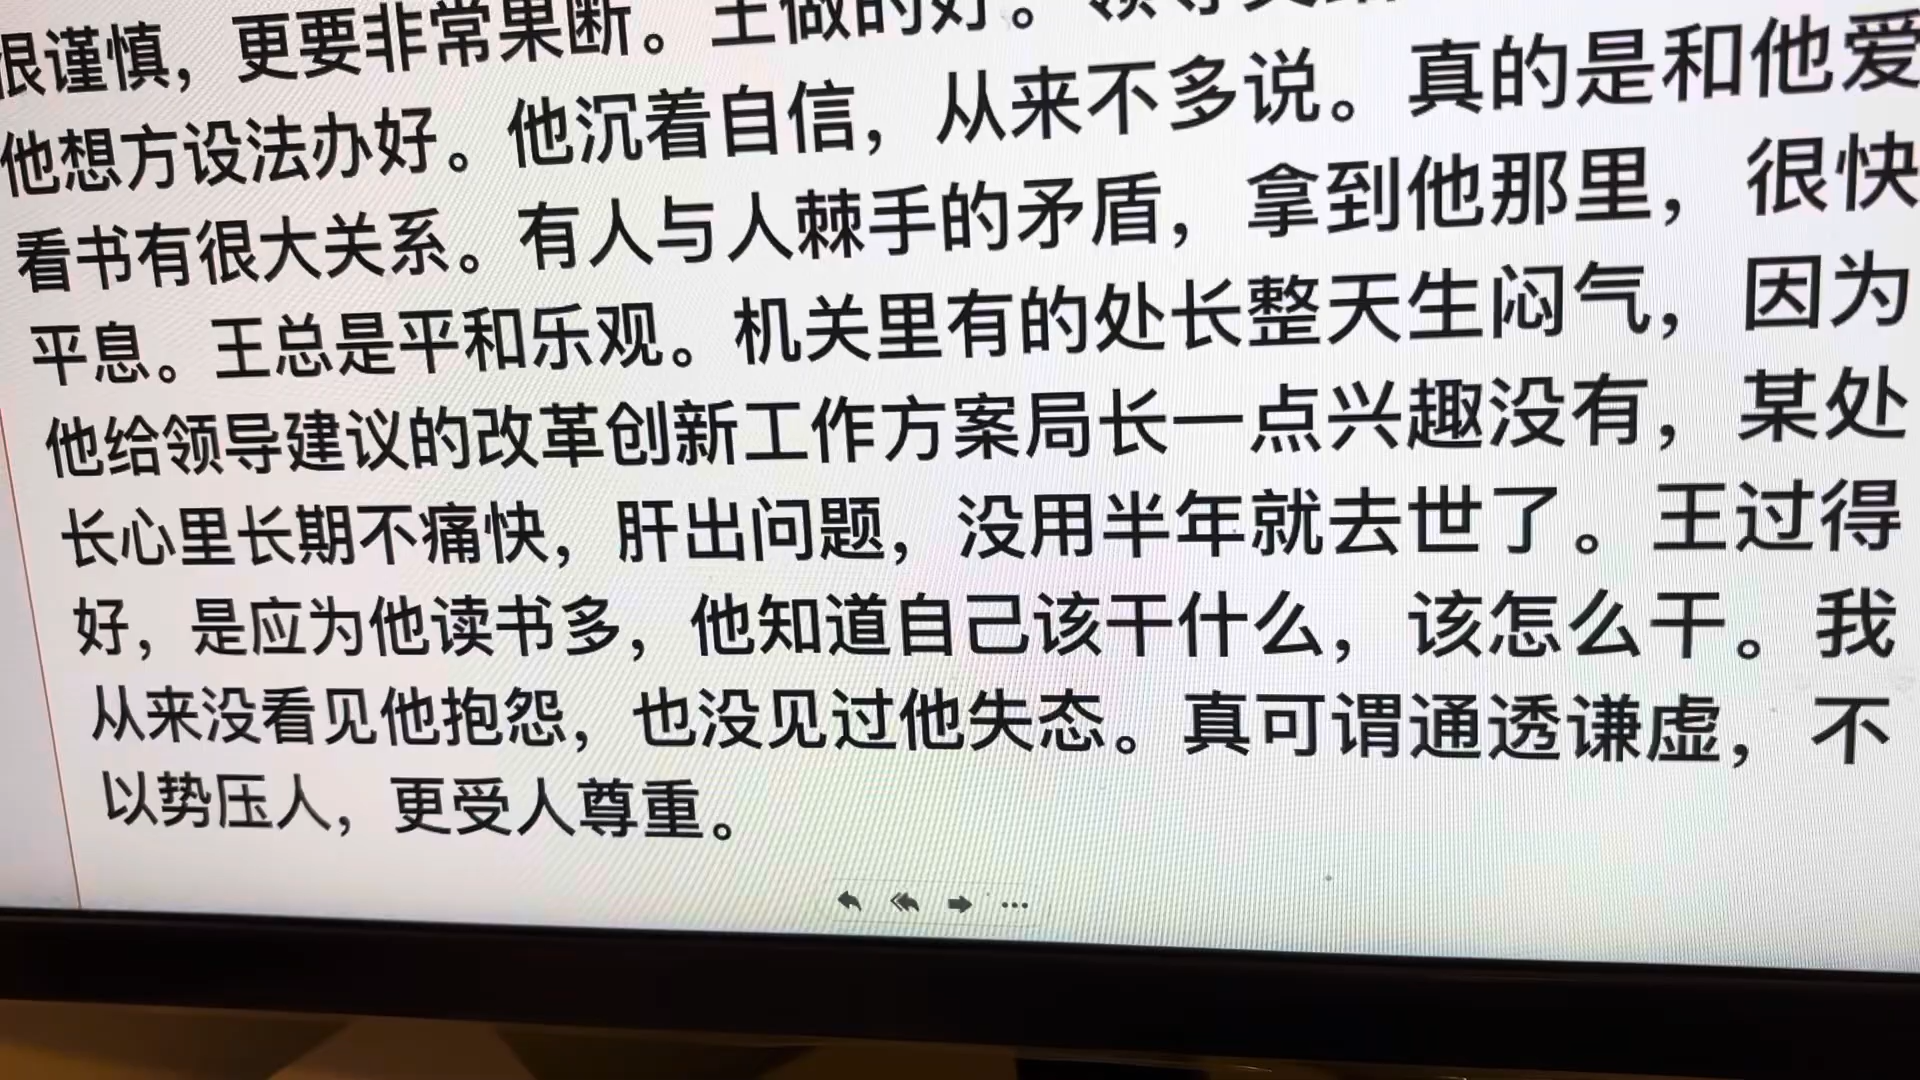 很谨慎，更要非常果断。王做的好。领导交
他想方设法办好。他沉着自信，从来不多说。真的是和他爱
看书有很大关系。有人与人棘手的矛盾，拿到他那里，很快
平息。王总是平和乐观。机关里有的处长整天生闷气，因为
他给领导建议的改革创新工作方案局长一点兴趣没有，某处
长心里长期不痛快，肝出问题，没用半年就去世了。王过得
好，是应为他读书多，他知道自己该干什么，该怎么干。我
从来没看见他抱怨，也没见过他失态。真可谓通透谦虚，不
以势压人，更受人尊重。